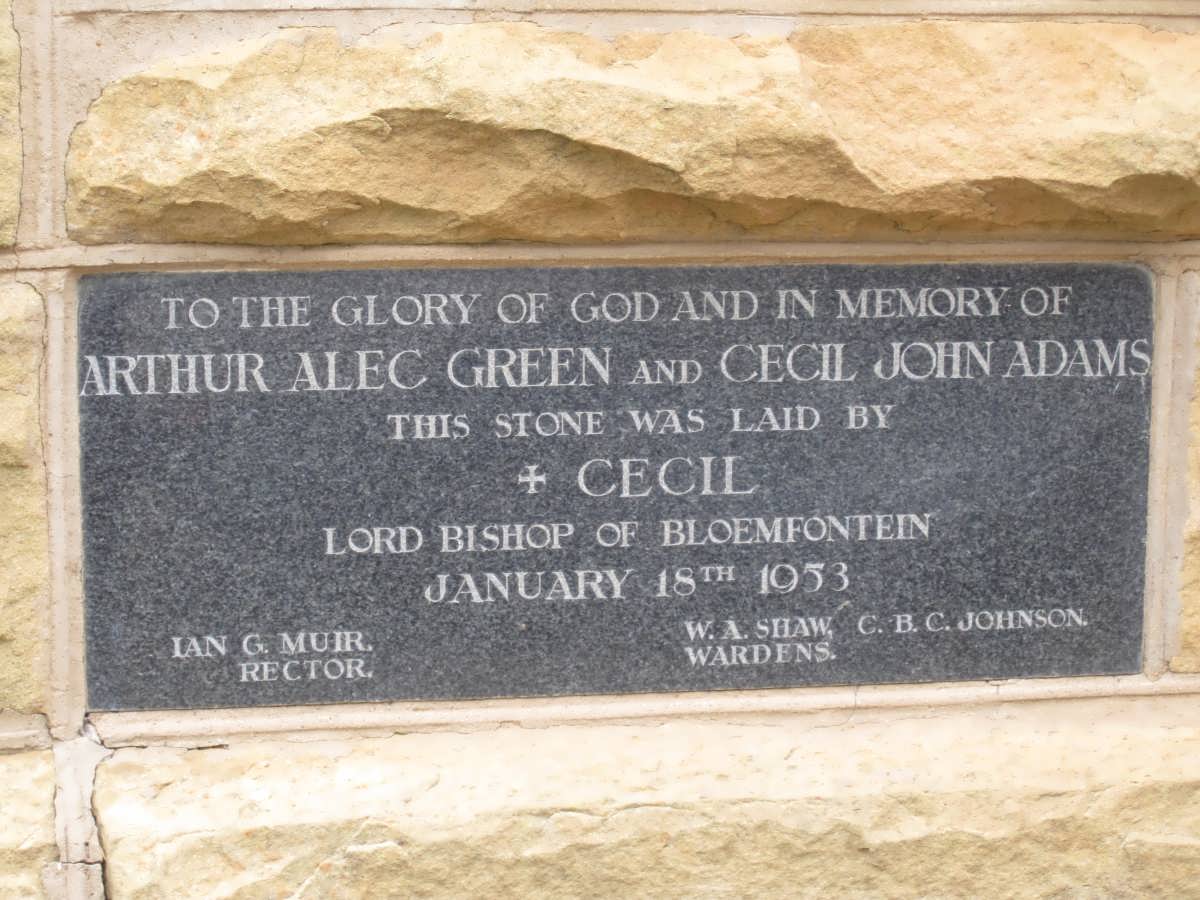 TO THE GLORY OF GOD AND IN MEMORY OF
ARTHUR ALEC GREEN AND CECIL JOHN ADAMS
THIS STONE WAS LAID BY
✠ CECIL
LORD BISHOP OF BLOEMFONTEIN
JANUARY 18TH 1953
IAN G. MUIR.
RECTOR.
W. A. SHAW, C. B. C. JOHNSON.
WARDENS.